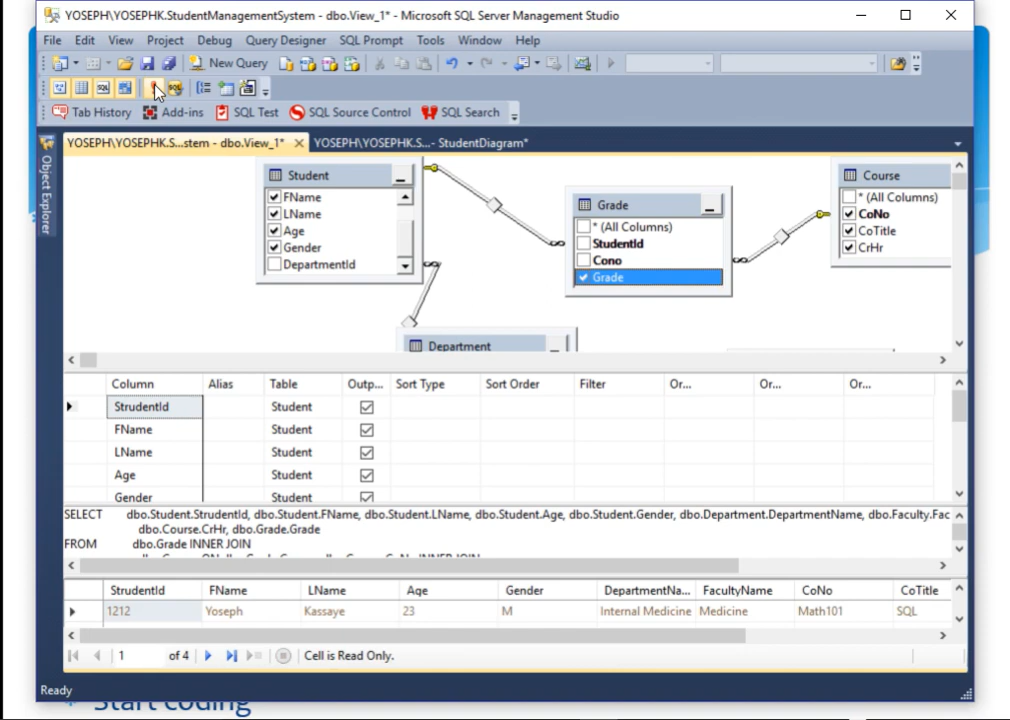 YOSEPH\YOSEPHK.StudentManagementSystem - dbo.View_1* - Microsoft SQL Server Management Studio
File Edit View Project Debug Query Designer SQL Prompt Tools Window Help
New Query
SQL SQL
Tab History Add-ins SQL Test SQL Source Control SQL Search
YOSEPH\YOSEPHK.S...stem - dbo.View_1* YOSEPH\YOSEPHK.S...- StudentDiagram*
Object Explorer
Student
FName
LName
Age
Gender
DepartmentId
Grade
* (All Columns)
StudentId
Cono
Grade
Course
* (All Columns)
CoNo
CoTitle
CrHr
Department
Column Alias Table Outp... Sort Type Sort Order Filter Or... Or... Or...
StrudentId Student
FName Student
LName Student
Age Student
Gender Student
SELECT dbo.Student.StrudentId, dbo.Student.FName, dbo.Student.LName, dbo.Student.Age, dbo.Student.Gender, dbo.Department.DepartmentName, dbo.Faculty.Fac
dbo.Course.CrHr, dbo.Grade.Grade
FROM dbo.Grade INNER JOIN
StrudentId FName LName Age Gender DepartmentNa... FacultyName CoNo CoTitle
1212 Yoseph Kassaye 23 M Internal Medicine Medicine Math101 SQL
1 of 4 Cell is Read Only.
Ready
Start coding